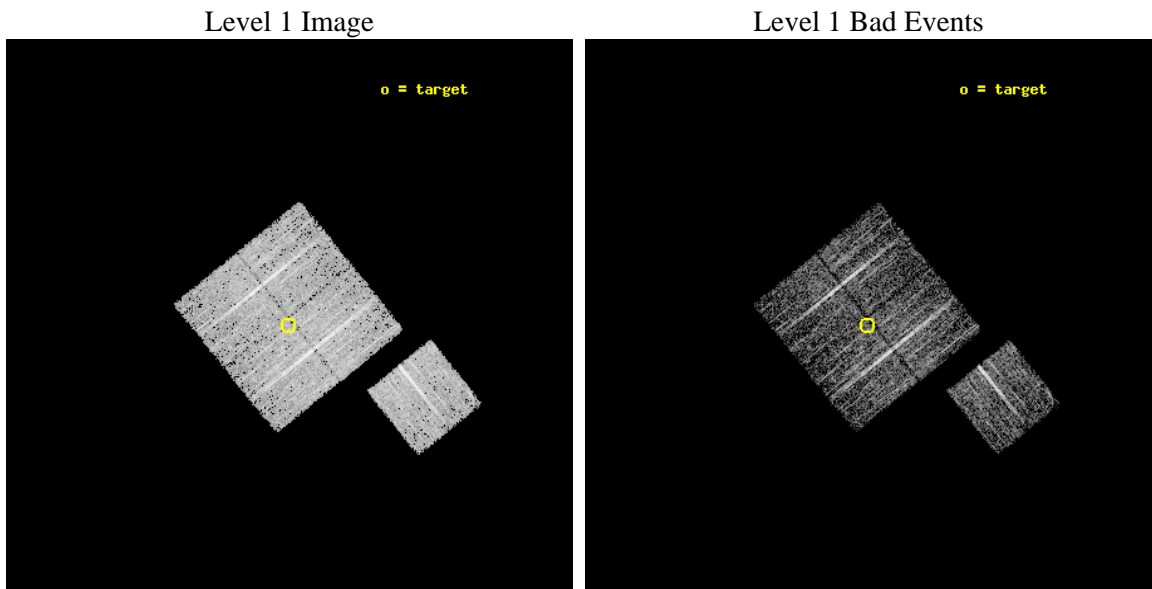 Level 1 Image
Level 1 Bad Events
o = target
o = target